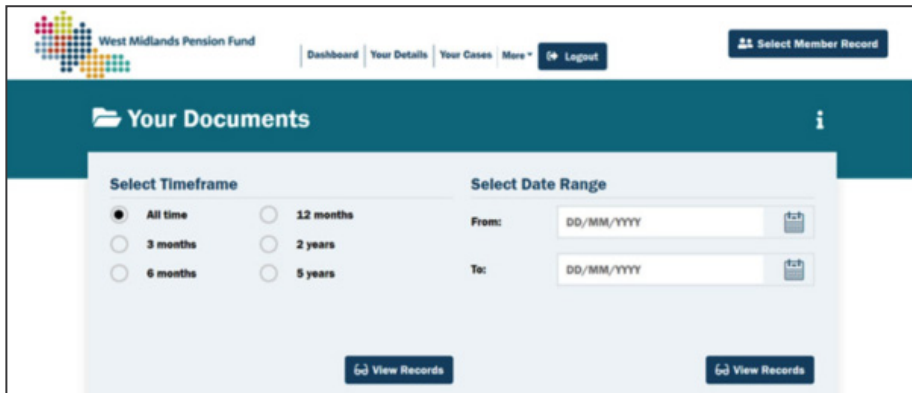 West Midlands Pension Fund
Dashboard Your Details Your Cases More Logout
Select Member Record
Your Documents
i
Select Timeframe
All time 12 months
3 months 2 years
6 months 5 years
View Records
Select Date Range
From: DD/MM/YYYY
To: DD/MM/YYYY
View Records